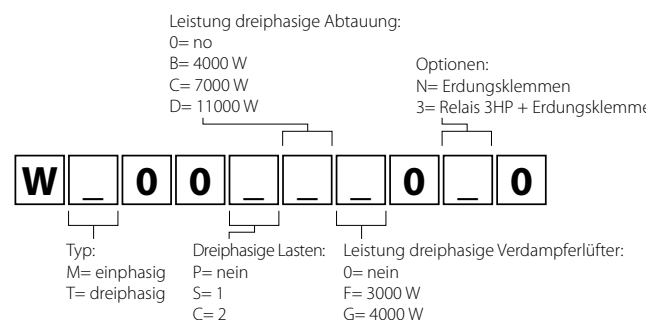 Leistung dreiphasige Abtauung:
0= no
B= 4000 W
C= 7000 W
D= 11000 W
Optionen:
N= Erdungsklemmen
3= Relais 3HP + Erdungsklemme
W _ 0 0 _ _ _ 0 _ 0
Typ:
M= einphasig
T= dreiphasig
Dreiphasige Lasten:
P= nein
S= 1
C= 2
Leistung dreiphasige Verdampferlüfter:
0= nein
F= 3000 W
G= 4000 W